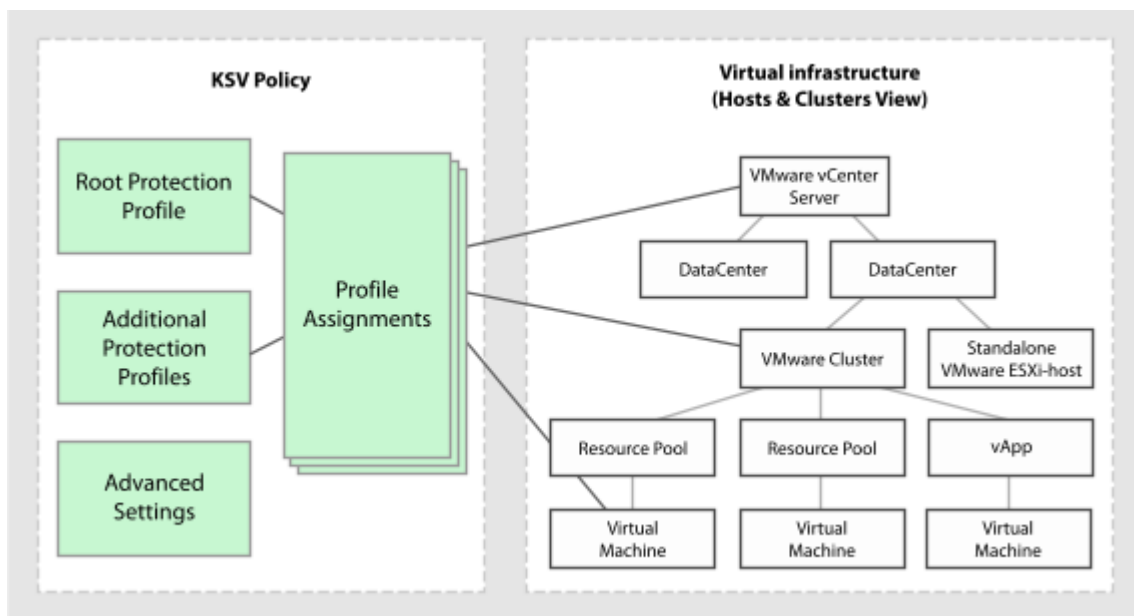 KSV Policy
Root Protection
Profile
Additional
Protection
Profiles
Advanced
Settings
Profile
Assignments
Virtual infrastructure
(Hosts & Clusters View)
VMware vCenter
Server
DataCenter
DataCenter
VMware Cluster
Standalone
VMware ESXi-host
Resource Pool
Resource Pool
vApp
Virtual
Machine
Virtual
Machine
Virtual
Machine